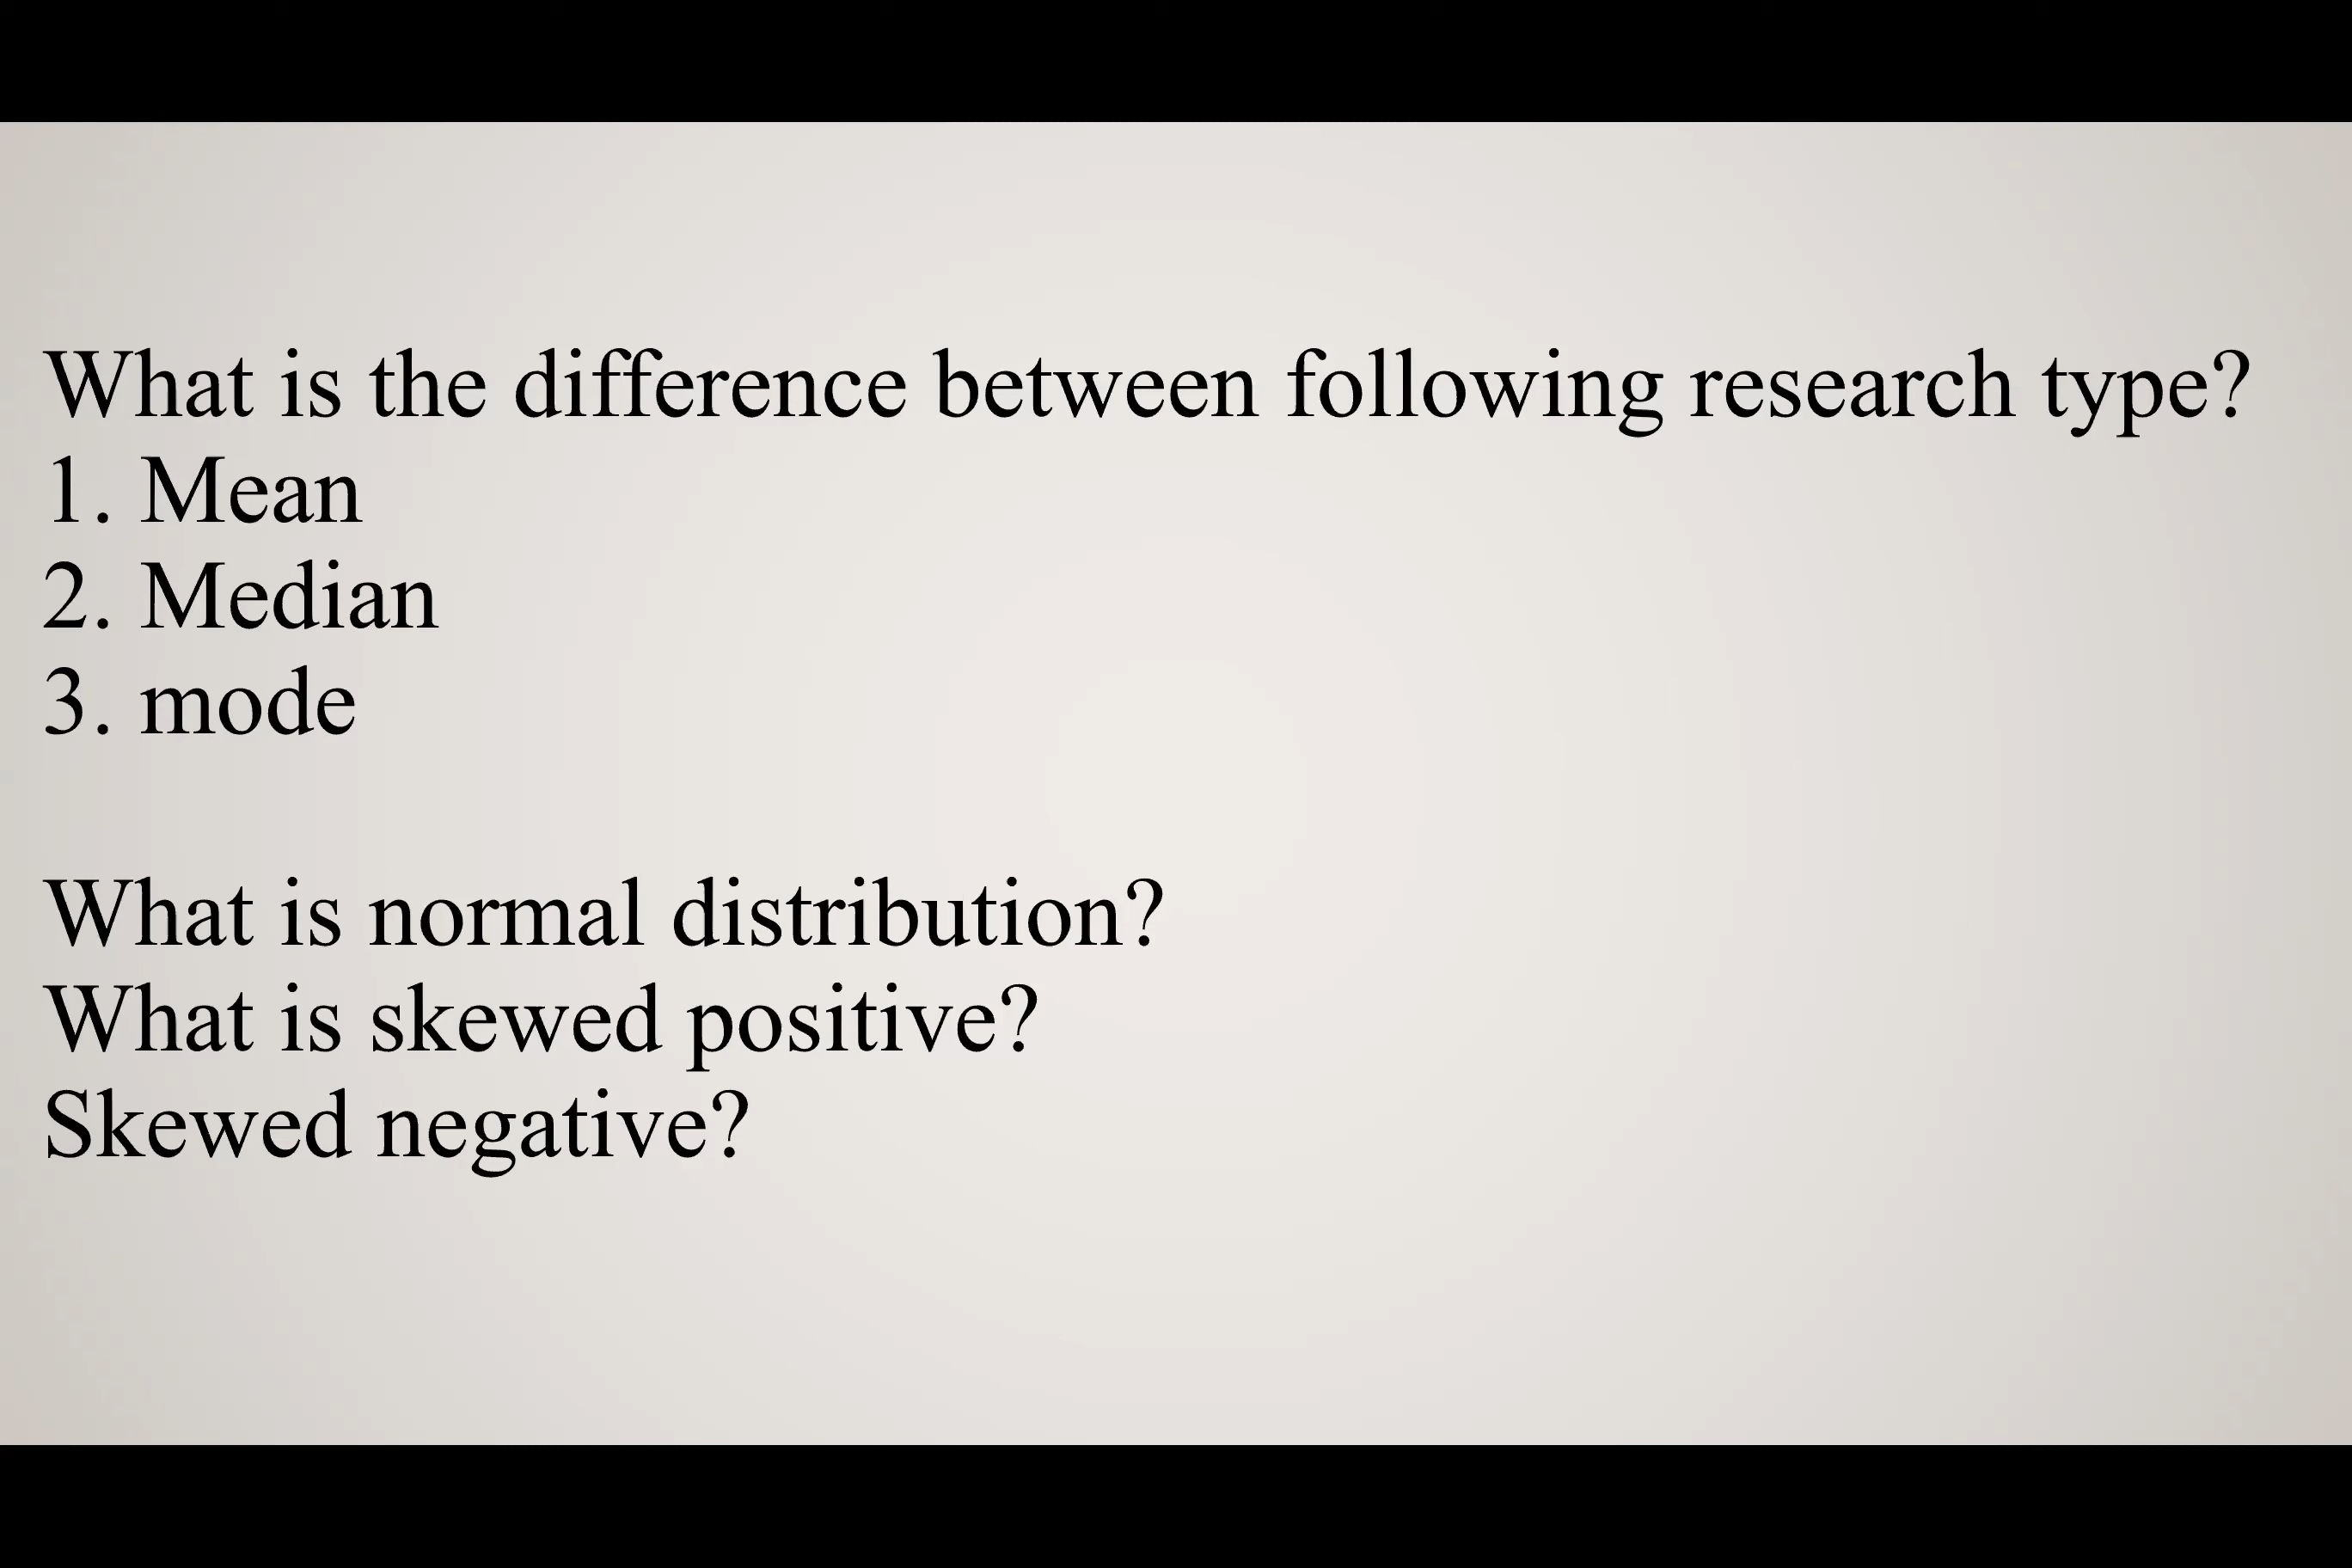 What is the difference between following research type?
1. Mean
2. Median
3. mode
What is normal distribution?
What is skewed positive?
Skewed negative?